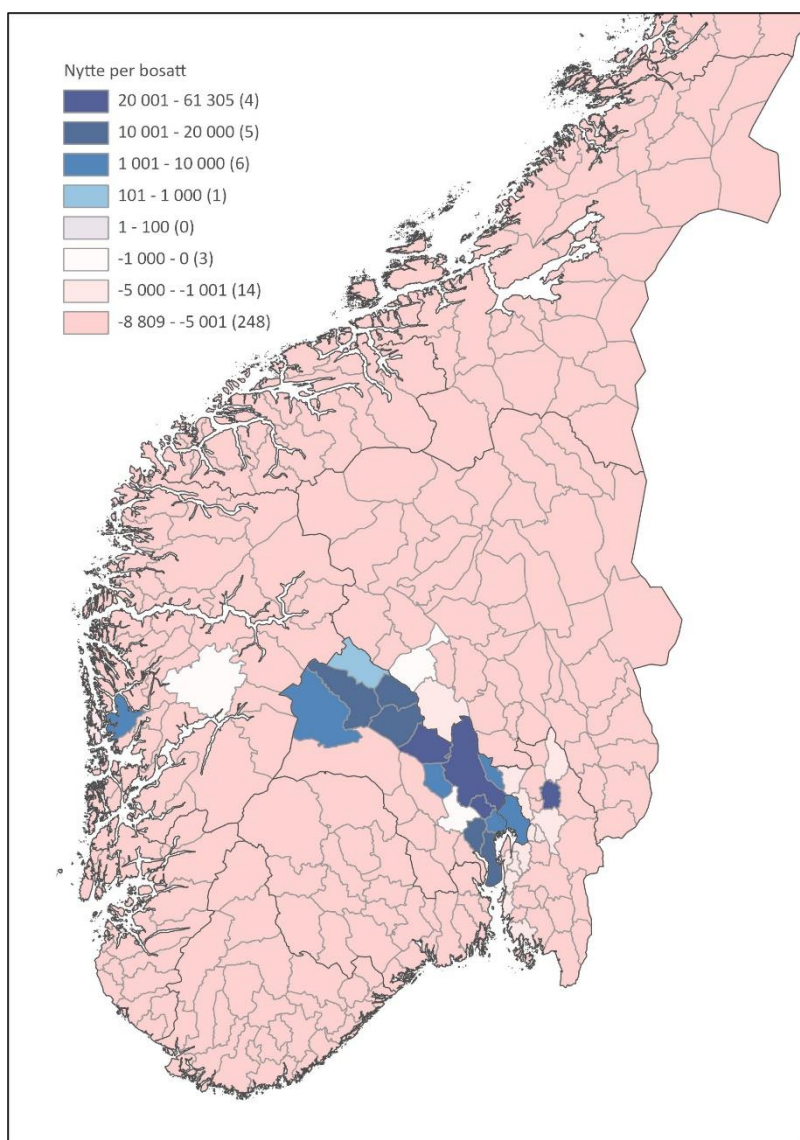 Nytte per bosatt
20 001 - 61 305 (4)
10 001 - 20 000 (5)
1 001 - 10 000 (6)
101 - 1 000 (1)
1 - 100 (0)
-1 000 - 0 (3)
-5 000 - -1 001 (14)
-8 809 - -5 001 (248)